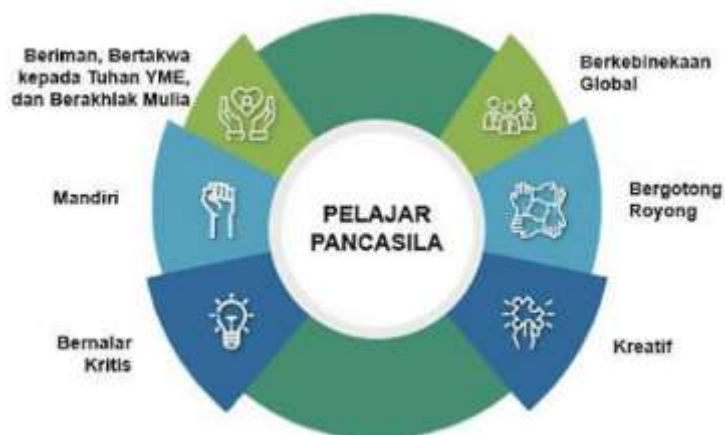 Beriman, Bertakwa
kepada Tuhan YME,
dan Berakhlak Mulia
Berkebinekaan
Global
Mandiri
PELAJAR
PANCASILA
Bergotong
Royong
Bernalar
Kritis
Kreatif